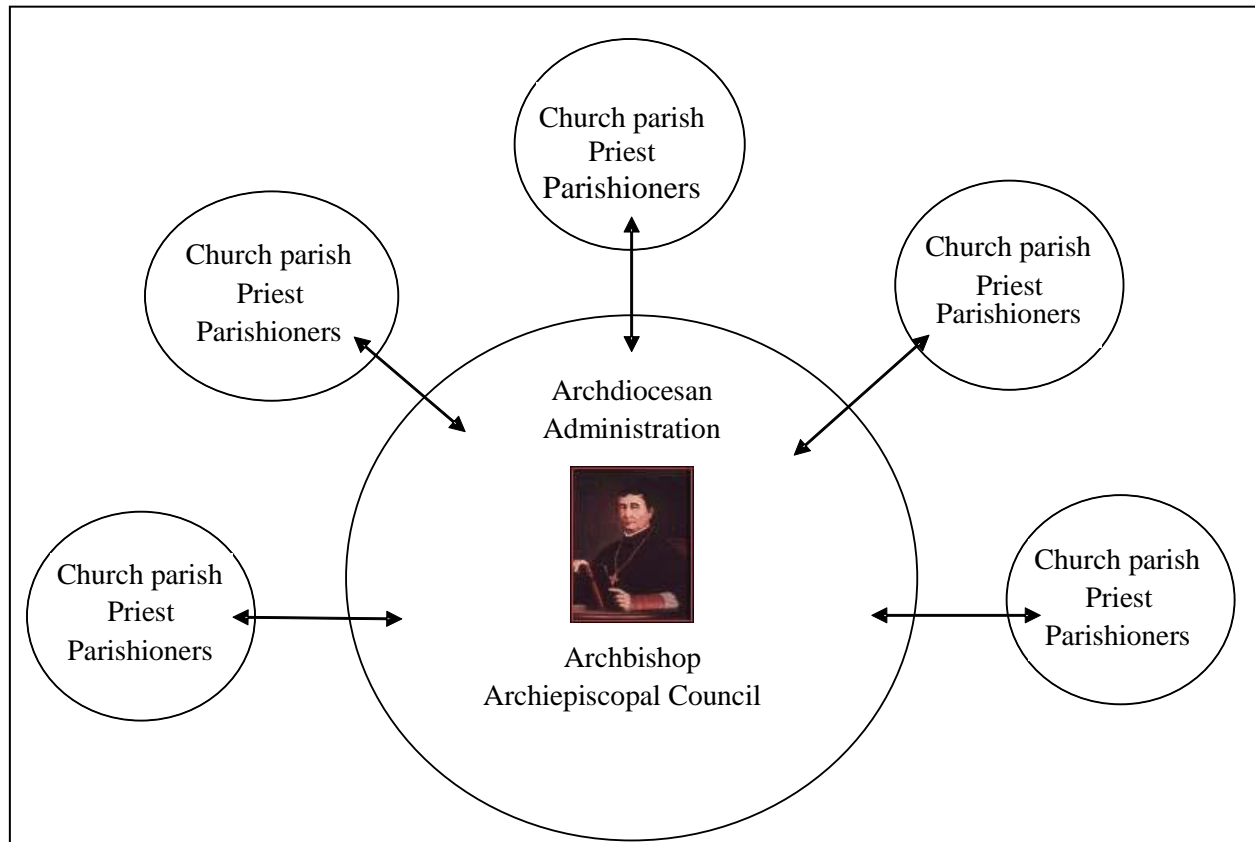 Church parish
Priest
Parishioners
Church parish
Priest
Parishioners
Church parish
Priest
Parishioners
Archdiocesan
Administration
Church parish
Priest
Parishioners
Church parish
Priest
Parishioners
Archbishop
Archiepiscopal Council